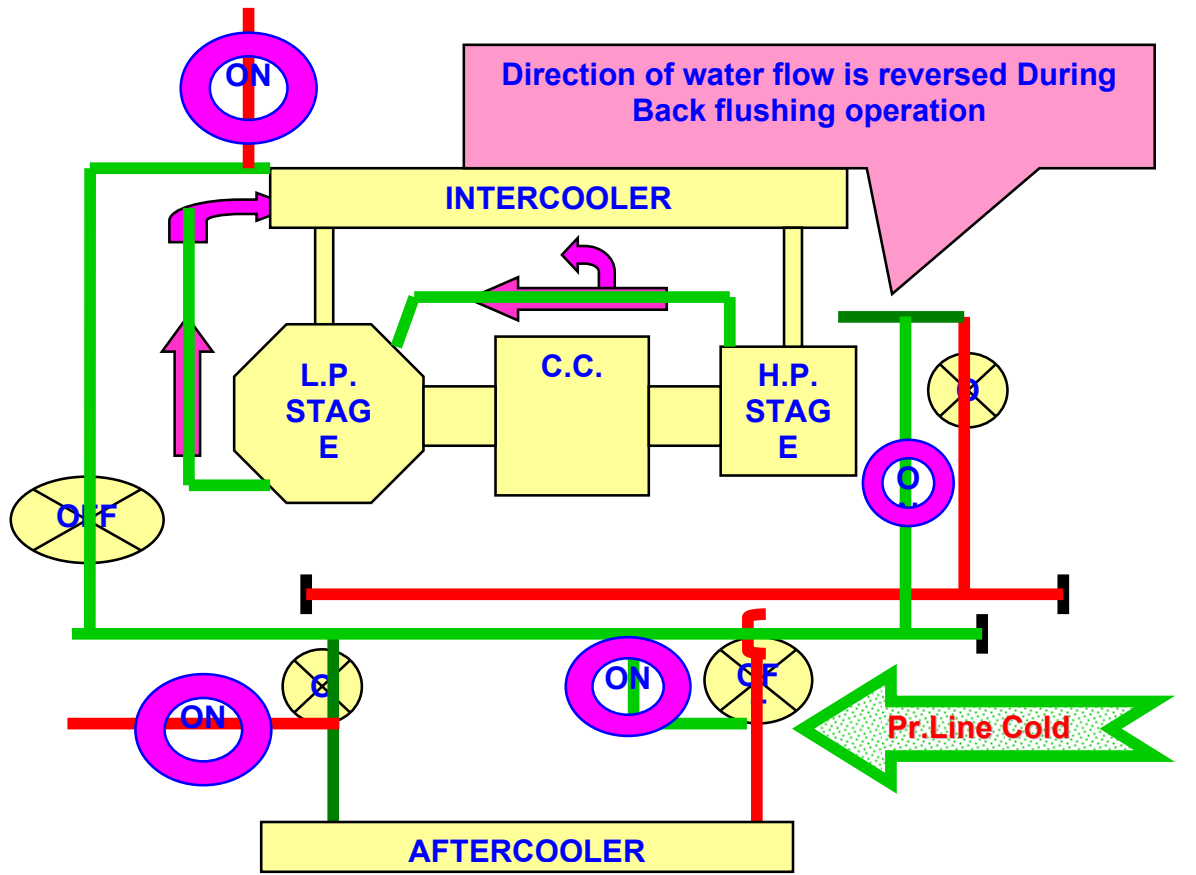 ON
Direction of water flow is reversed During
Back flushing operation
INTERCOOLER
L.P.
STAG
E
C.C.
H.P.
STAG
E
OFF
ON
ON
Pr.Line Cold
AFTERCOOLER